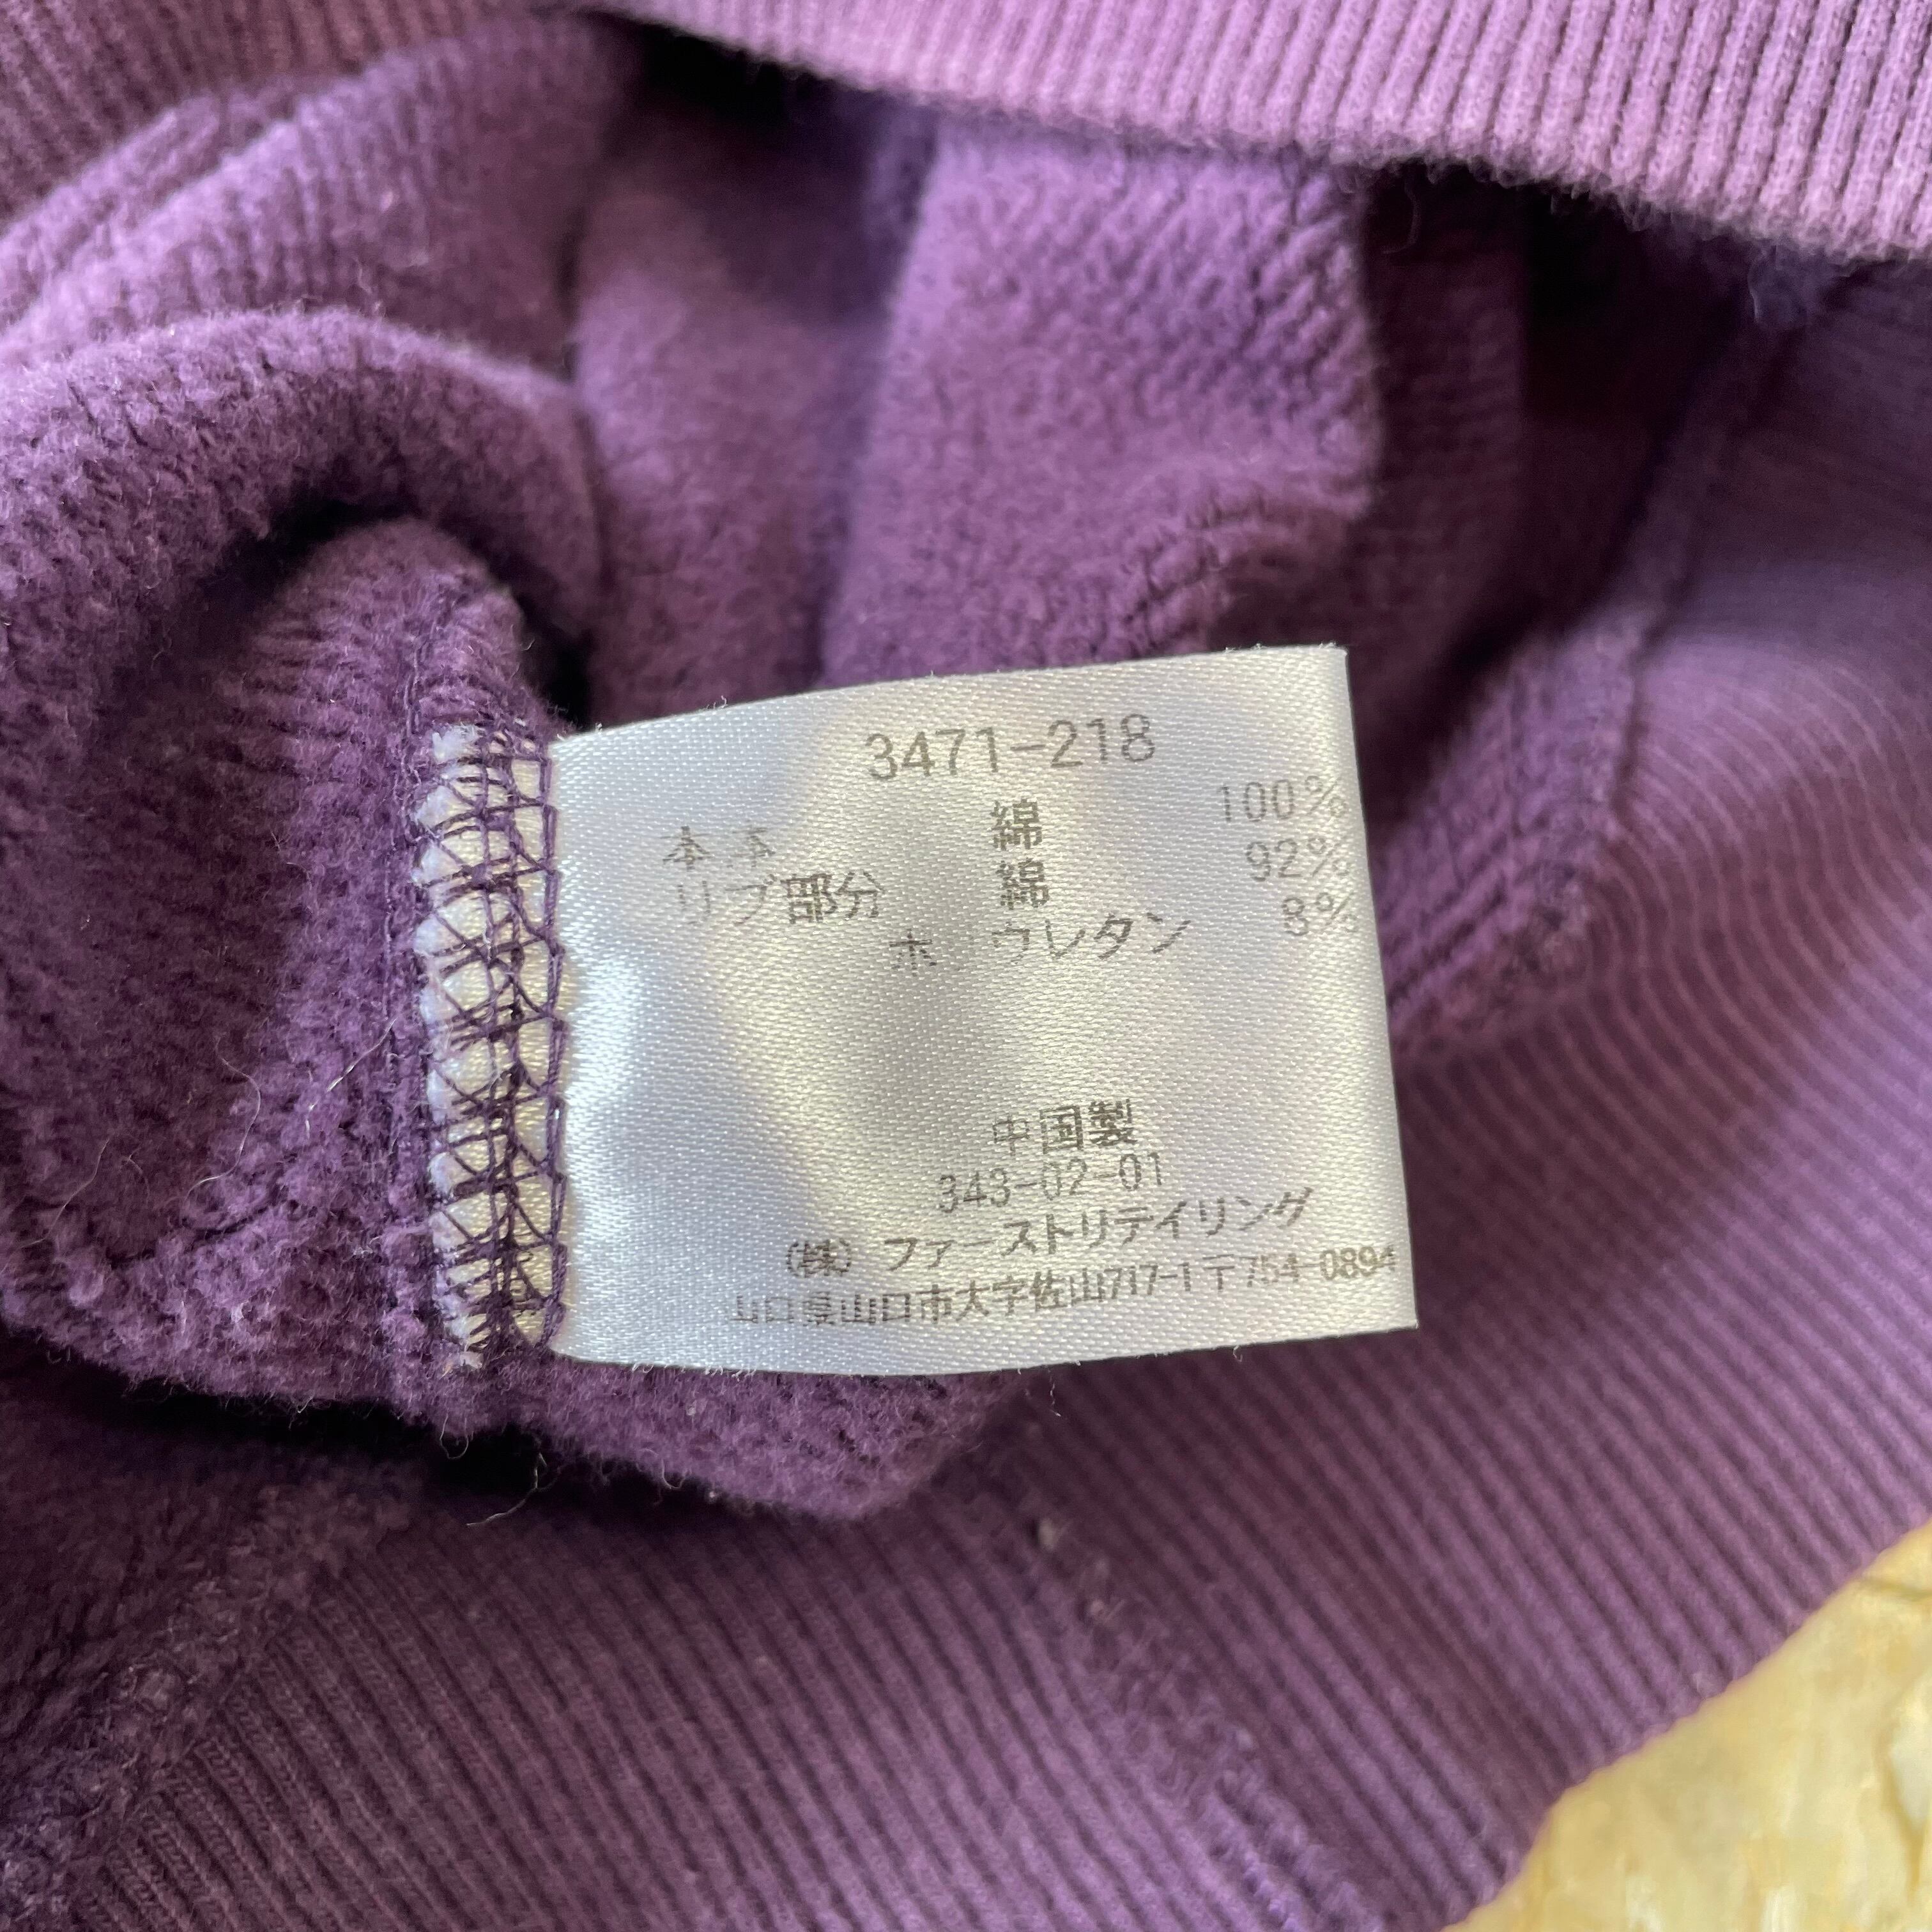 3471-218
本体 綿 100%
リブ部分 綿 92%
ポリウレタン 8%
中国製
343-02-01
(株) ファーストリテイリング
山口県山口市大字佐山717-1 〒754-0894